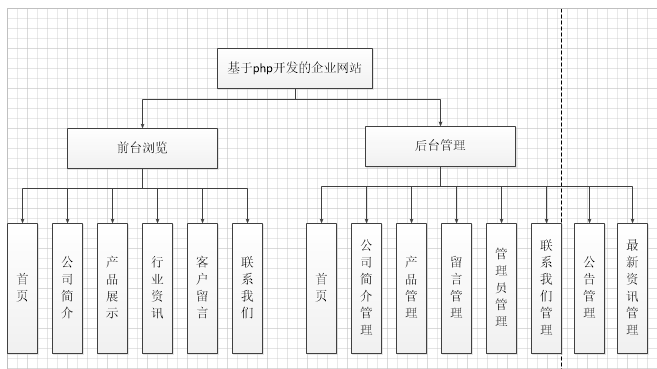 基于php开发的企业网站
前台浏览
后台管理
首页
公司简介
产品展示
行业资讯
客户留言
联系我们
首页
公司简介管理
产品管理
留言管理
管理员管理
联系我们管理
公告管理
最新资讯管理